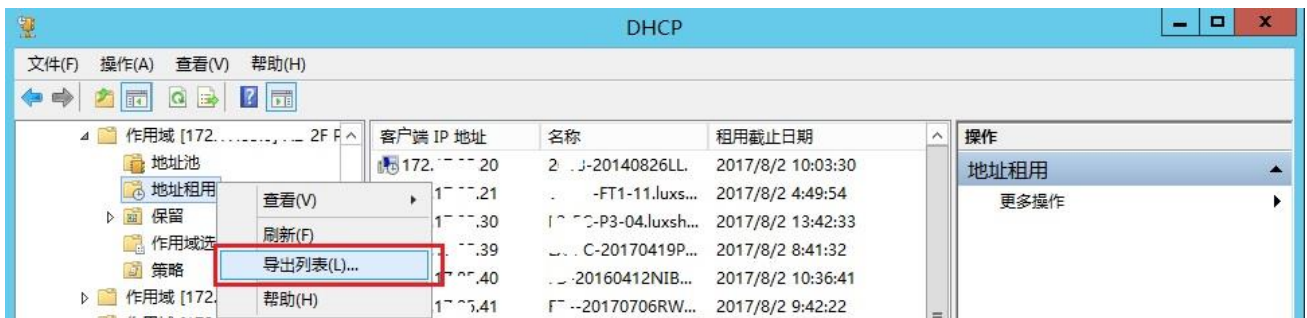 DHCP
文件(F) 操作(A) 查看(V) 帮助(H)
作用域 [172. 2F
地址池
地址租用
保留
作用域选
策略
作用域 [172.
查看(V)
刷新(F)
导出列表(L)...
帮助(H)
客户端 IP 地址 名称 租用截止日期
172. 20 -20140826LL. 2017/8/2 10:03:30
.21 -FT1-11.luxs... 2017/8/2 4:49:54
.30 -P3-04.luxsh... 2017/8/2 13:42:33
.39 C-20170419P... 2017/8/2 8:41:32
.40 -20160412NIB... 2017/8/2 10:36:41
.41 --20170706RW... 2017/8/2 9:42:22
操作
地址租用
更多操作